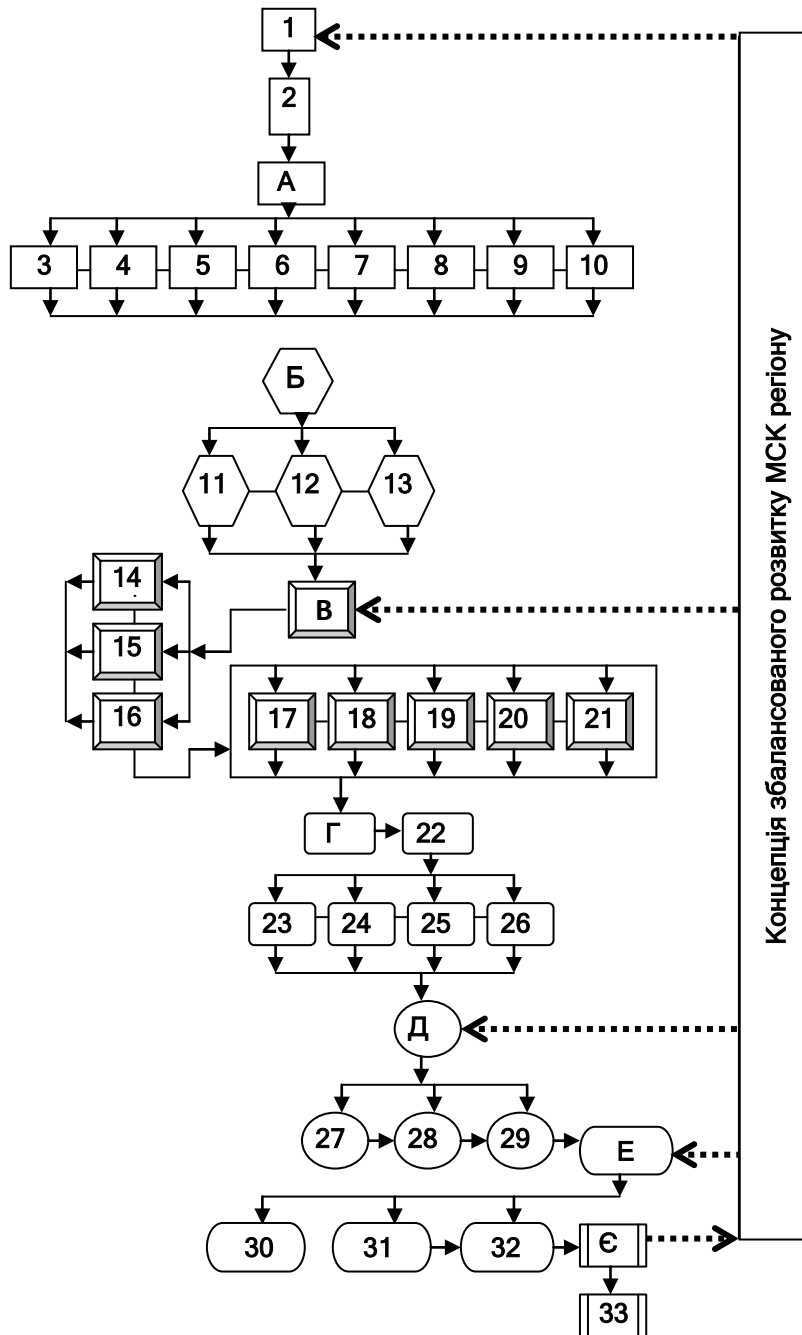 1
2
А
3 4 5 6 7 8 9 10
Б
11 12 13
14
В
15
16
17 18 19 20 21
Г 22
23 24 25 26
Д
27 28 29 Е
30 31 32 Є
33
Концепція збалансованого розвитку МСК регіону